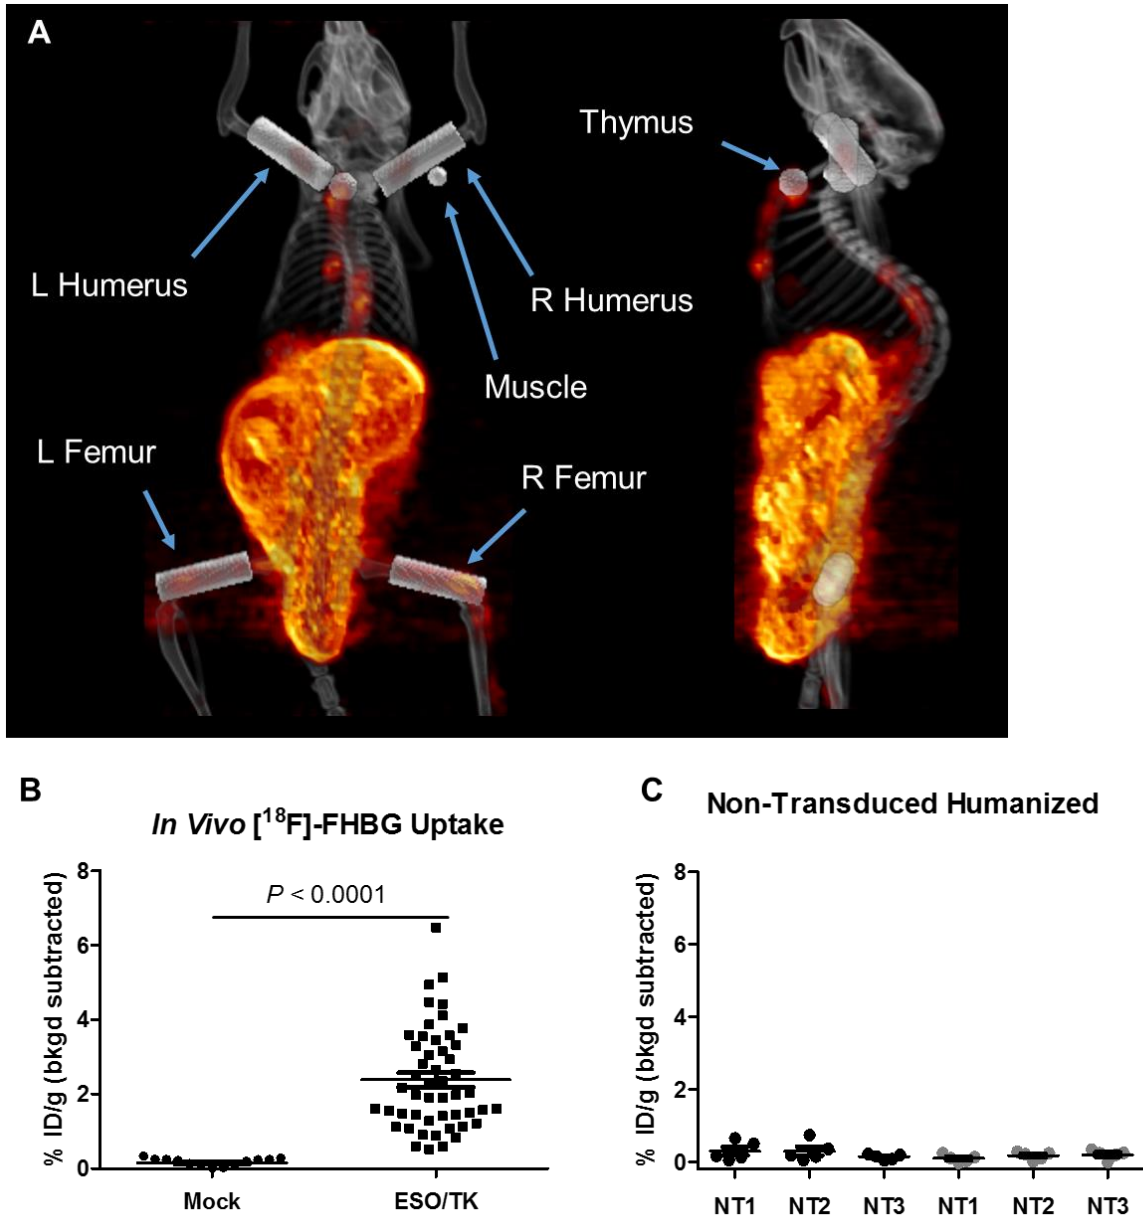 A
Thymus
L Humerus
R Humerus
Muscle
L Femur
R Femur
B
In Vivo [18F]-FHBG Uptake
% ID/g (bkgd subtracted)
8
6
4
2
0
P < 0.0001
Mock
ESO/TK
C
Non-Transduced Humanized
% ID/g (bkgd subtracted)
8
6
4
2
0
NT1
NT2
NT3
NT1
NT2
NT3